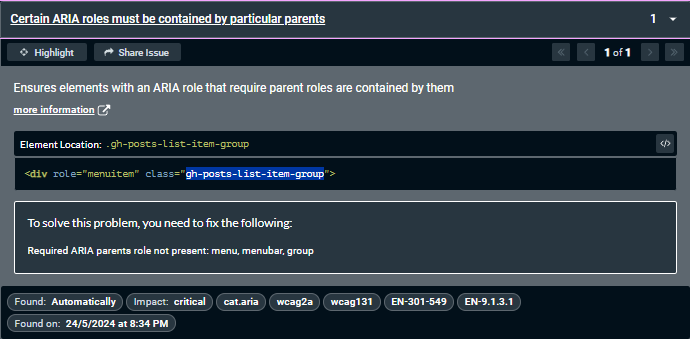 Certain ARIA roles must be contained by particular parents 1
Highlight Share Issue 1 of 1
Ensures elements with an ARIA role that require parent roles are contained by them
more information
Element Location: .gh-posts-list-item-group </>
<div role="menuitem" class="gh-posts-list-item-group">
To solve this problem, you need to fix the following:
Required ARIA parents role not present: menu, menubar, group
Found: Automatically Impact: critical cat.aria wcag2a wcag131 EN-301-549 EN-9.1.3.1
Found on: 24/5/2024 at 8:34 PM